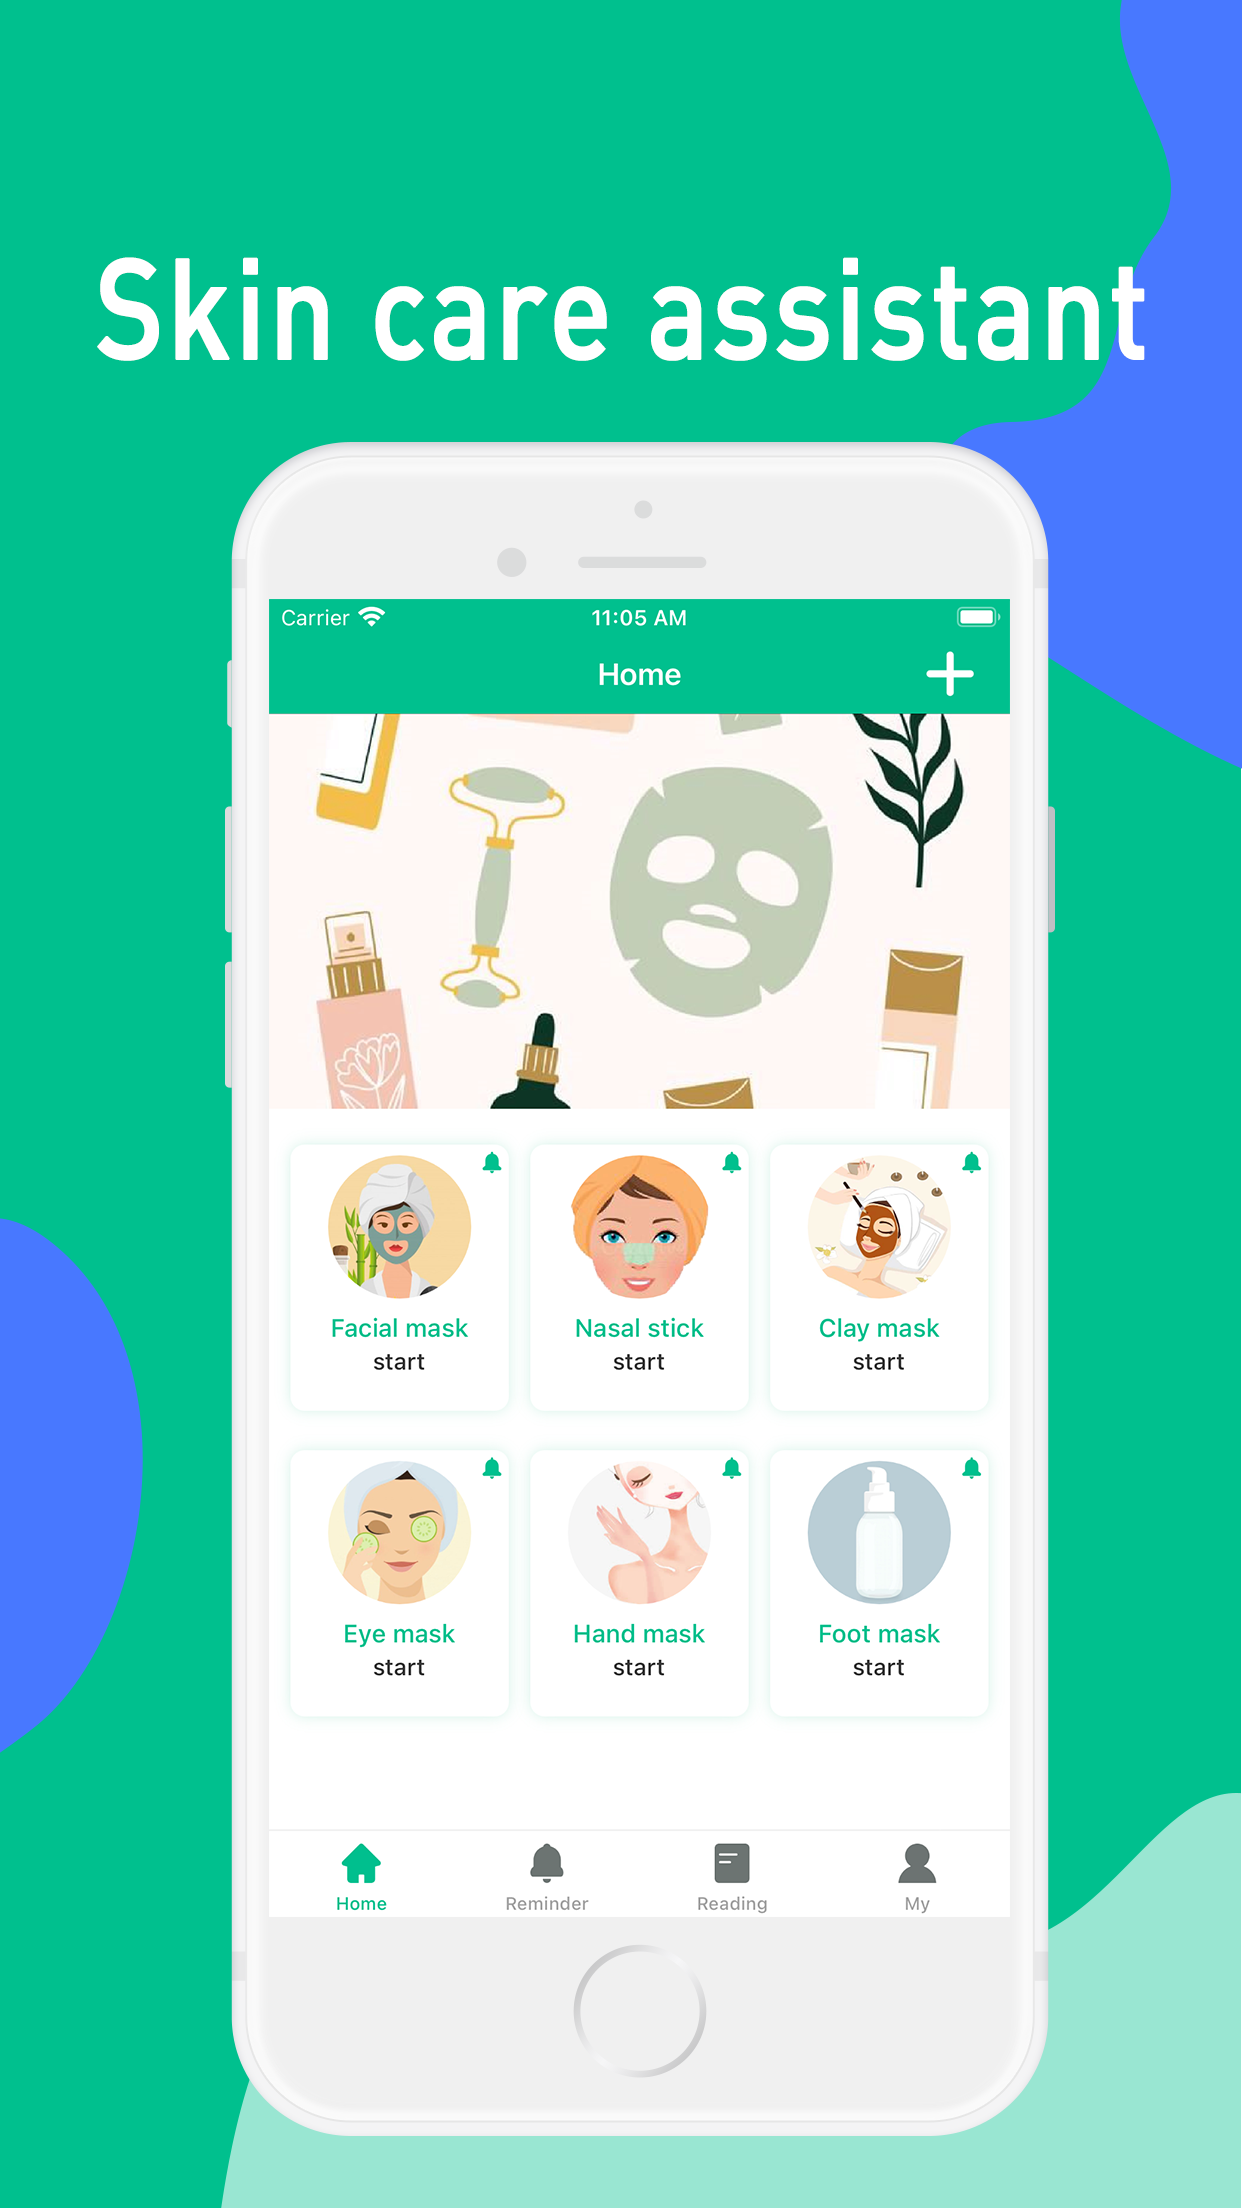 Skin care assistant
Carrier 11:05 AM
Home
Facial mask Nasal stick Clay mask
start start start
Eye mask Hand mask Foot mask
start start start
Home Reminder Reading My